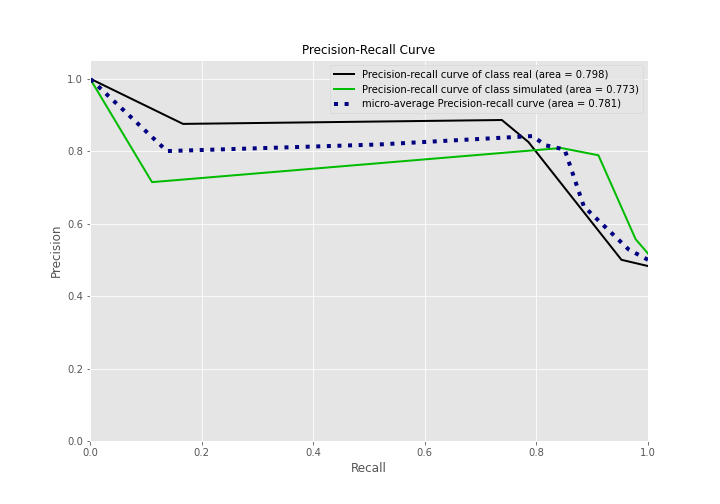 Precision-Recall Curve
Precision-recall curve of class real (area = 0.798)
Precision-recall curve of class simulated (area = 0.773)
micro-average Precision-recall curve (area = 0.781)
Precision
1.0
0.8
0.6
0.4
0.2
0.0
0.0 0.2 0.4 0.6 0.8 1.0
Recall